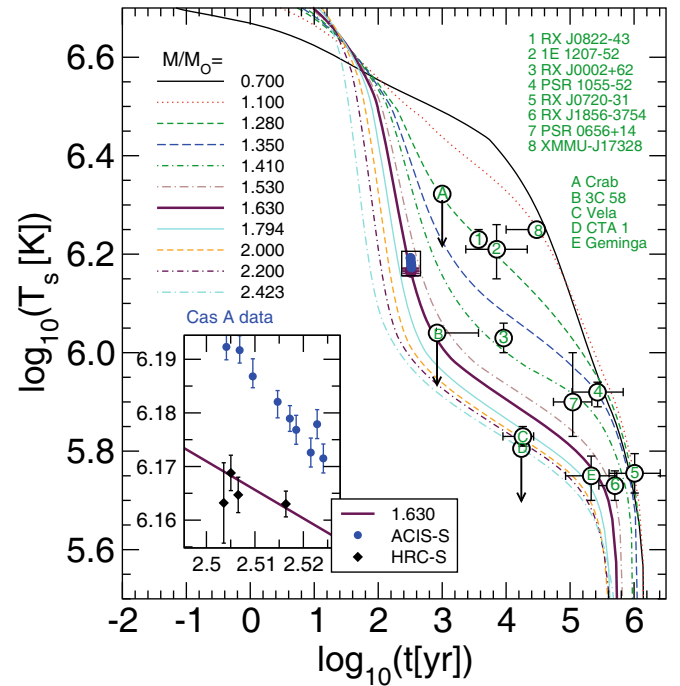 log10(Ts [K])
6.6
6.4
6.2
6.0
5.8
5.6
M/MO=
0.700
1.100
1.280
1.350
1.410
1.530
1.630
1.794
2.000
2.200
2.423
1 RX J0822-43
2 1E 1207-52
3 RX J0002+62
4 PSR 1055-52
5 RX J0720-31
6 RX J1856-3754
7 PSR 0656+14
8 XMMU-J17328
A Crab
B 3C 58
C Vela
D CTA 1
E Geminga
A
1
2
8
B
3
7
4
C
D
E
6
5
Cas A data
6.19
6.18
6.17
6.16
2.5 2.51 2.52
1.630
ACIS-S
HRC-S
-2 -1 0 1 2 3 4 5 6
log10(t[yr])